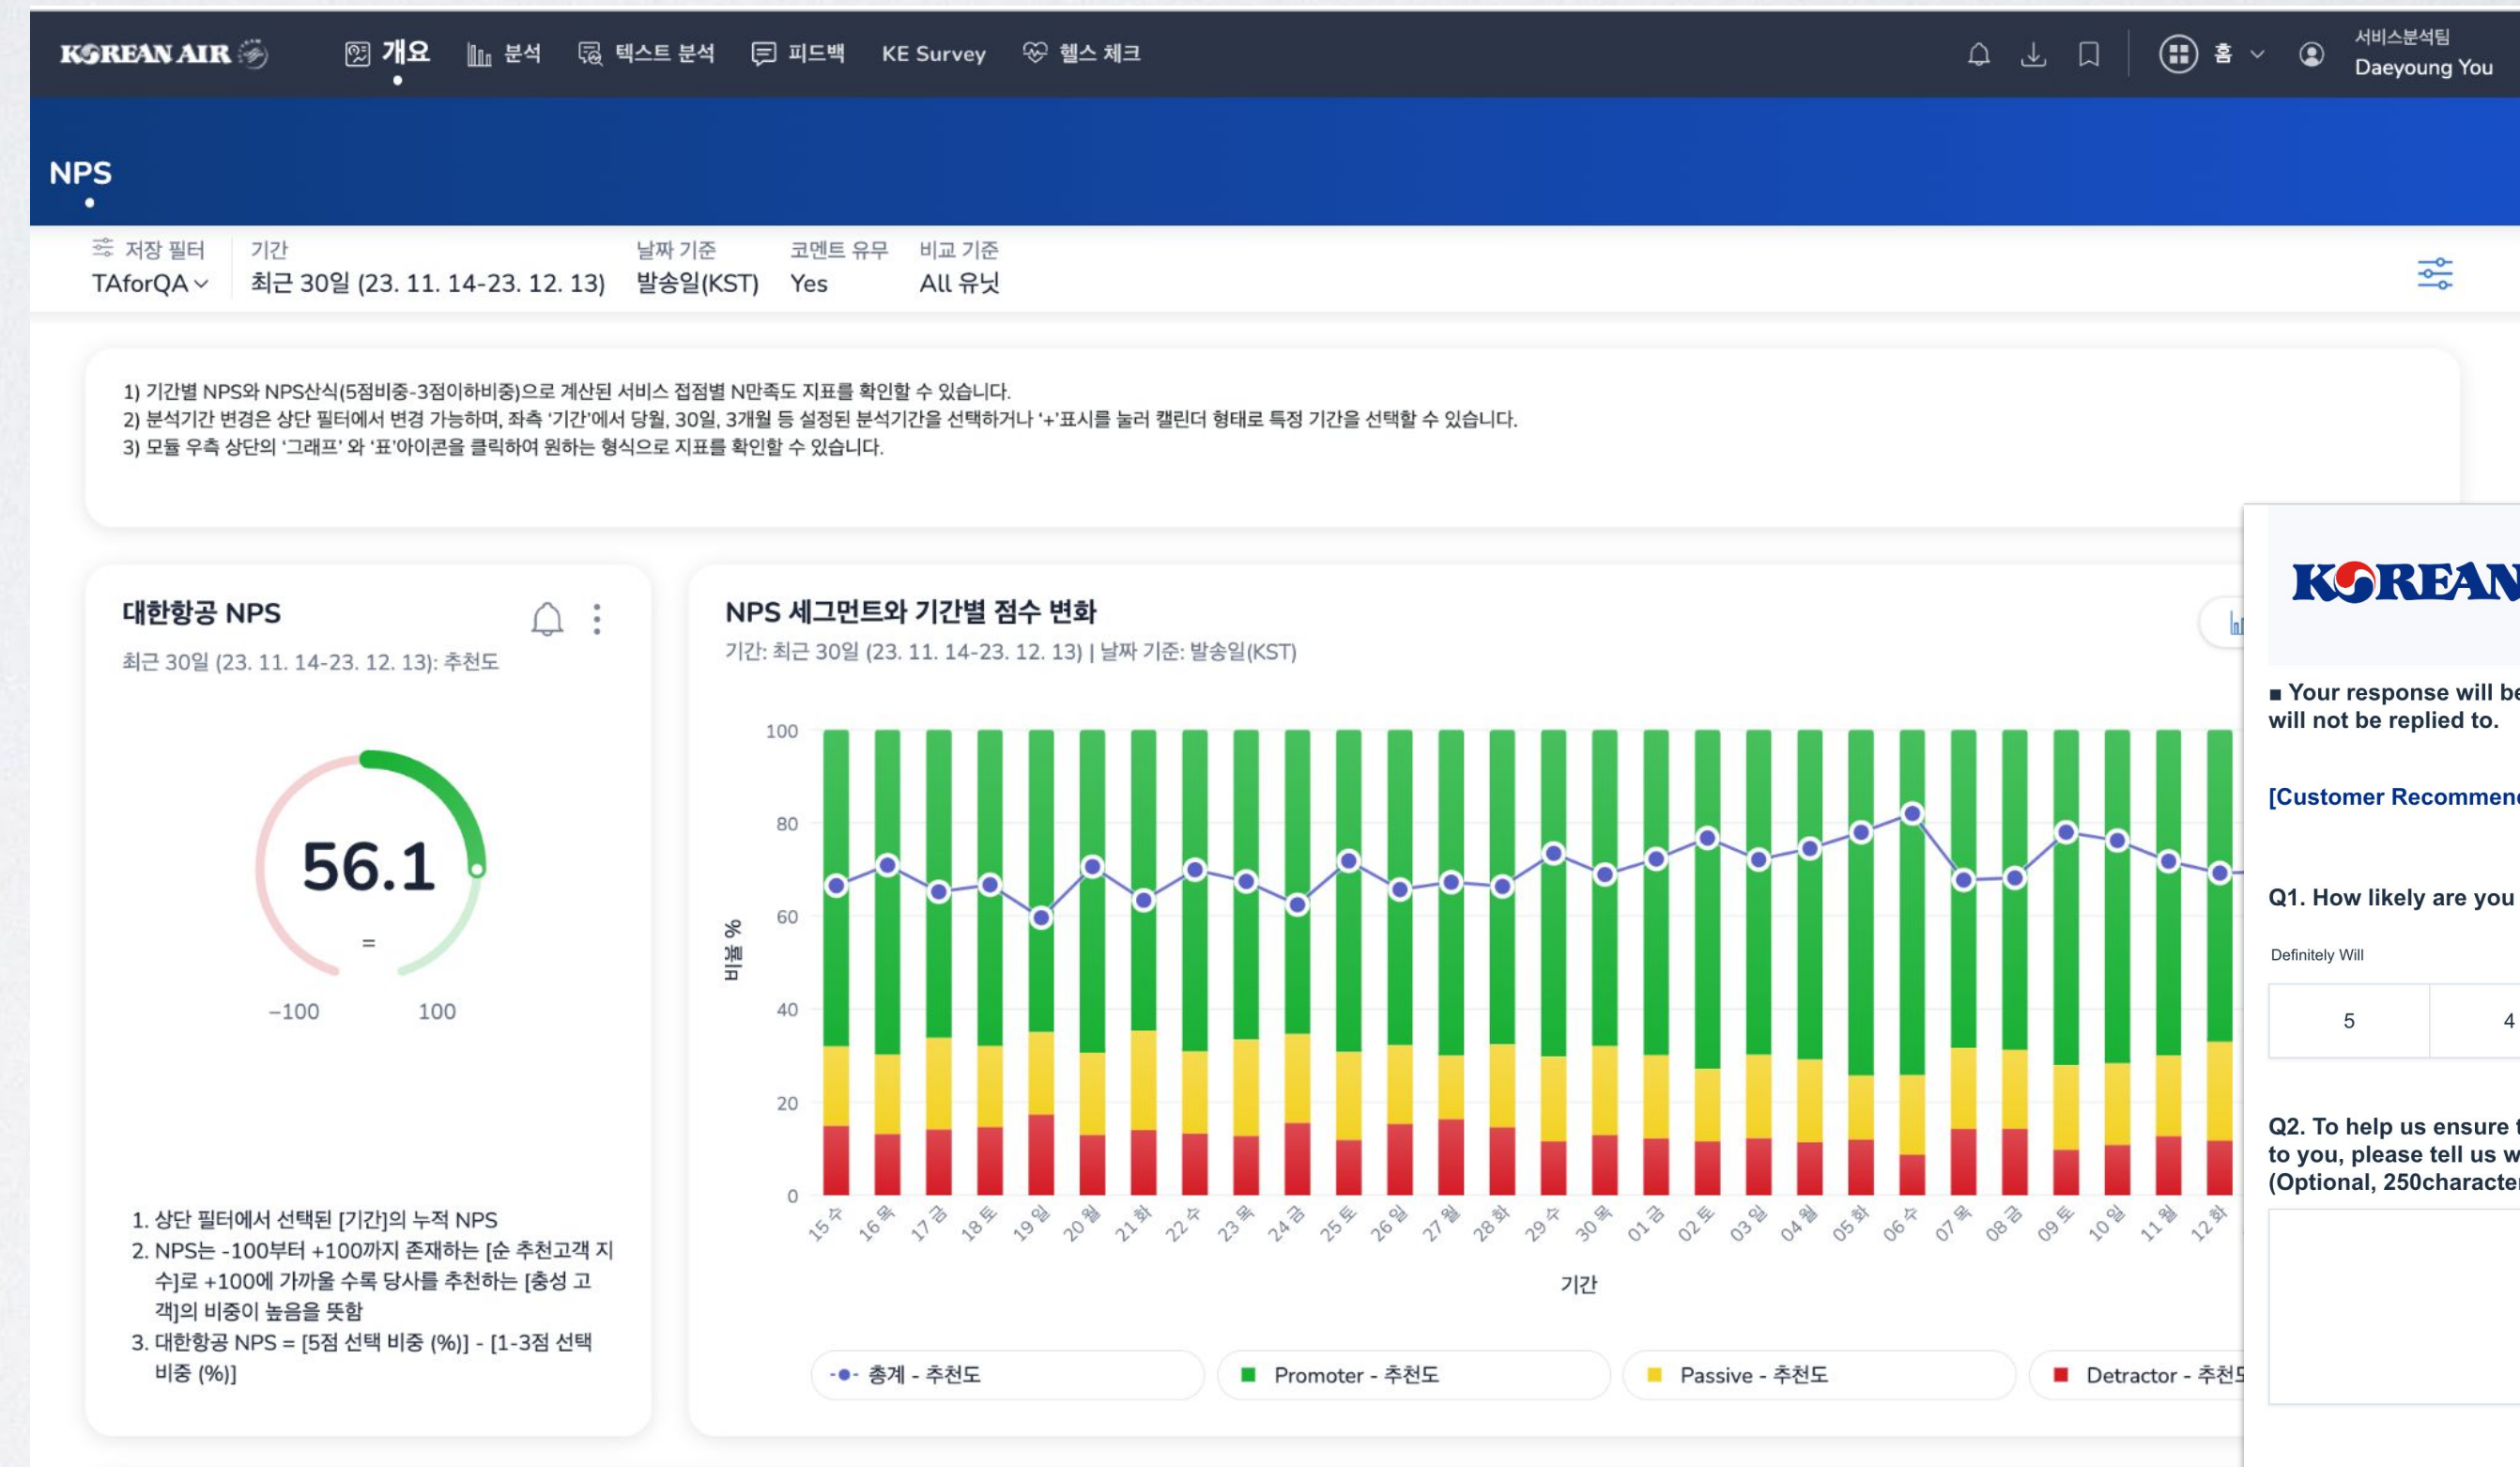 KOREAN AIR
개요
분석
텍스트 분석
피드백
KE Survey
헬스 체크
홈
서비스분석팀
Daeyoung You
NPS
저장 필터
TAforQA
기간
최근 30일 (23. 11. 14-23. 12. 13)
날짜 기준
발송일(KST)
코멘트 유무
Yes
비교 기준
All 유닛
1) 기간별 NPS와 NPS산식(5점비중-3점이하비중)으로 계산된 서비스 접점별 N만족도 지표를 확인할 수 있습니다.
2) 분석기간 변경은 상단 필터에서 변경 가능하며, 좌측 '기간'에서 당월, 30일, 3개월 등 설정된 분석기간을 선택하거나 '+'표시를 눌러 캘린더 형태로 특정 기간을 선택할 수 있습니다.
3) 모듈 우측 상단의 '그래프' 와 '표'아이콘을 클릭하여 원하는 형식으로 지표를 확인할 수 있습니다.
대한항공 NPS
최근 30일 (23. 11. 14-23. 12. 13): 추천도
56.1
=
-100
100
1. 상단 필터에서 선택된 [기간]의 누적 NPS
2. NPS는 -100부터 +100까지 존재하는 [순 추천고객 지
수]로 +100에 가까울 수록 당사를 추천하는 [충성 고
객]의 비중이 높음을 뜻함
3. 대한항공 NPS = [5점 선택 비중 (%)] - [1-3점 선택
비중 (%)]
NPS 세그먼트와 기간별 점수 변화
기간: 최근 30일 (23. 11. 14-23. 12. 13) | 날짜 기준: 발송일(KST)
비율 %
100
80
60
40
20
0
15 수
16 목
17 금
18 토
19 일
20 월
21 화
22 수
23 목
24 금
25 토
26 일
27 월
28 화
29 수
30 목
01 금
02 토
03 일
04 월
05 화
06 수
07 목
08 금
09 토
10 일
11 월
12 화
기간
총계 - 추천도
Promoter - 추천도
Passive - 추천도
Detractor - 추천도
KOREAN
■ Your response will be
will not be replied to.
[Customer Recommend
Q1. How likely are you
Definitely Will
5
4
Q2. To help us ensure t
to you, please tell us w
(Optional, 250character